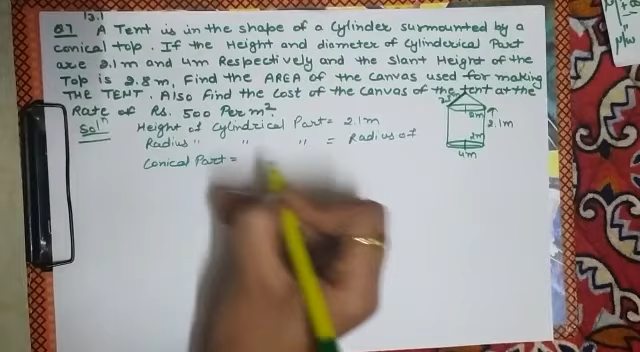 13.1
Q7 A Tent is in the shape of a Cylinder surmounted by a
conical top. If the Height and diameter of Cylinderical Part
are 2.1m and 4m Respectively and the slant Height of the
Top is 2.8m, Find the AREA of the Canvas used for making
THE TENT. Also find the Cost of the Canvas of the tent at the
Rate of Rs. 500 Per m².
Solⁿ Height of Cylindrical Part = 2.1m
Radius " " " = Radius of
Conical Part =
2m
2.1m
2m
4m